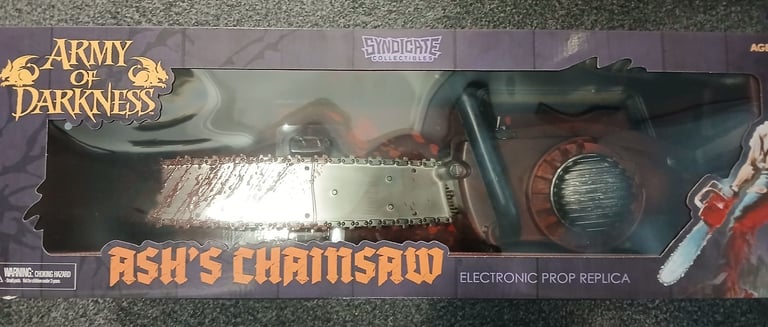 ARMY
OF
DARKNESS
SYNDICATE
COLLECTIBLES
AGE
WARNING: CHOKING HAZARD
ASH'S CHAINSAW
ELECTRONIC PROP REPLICA